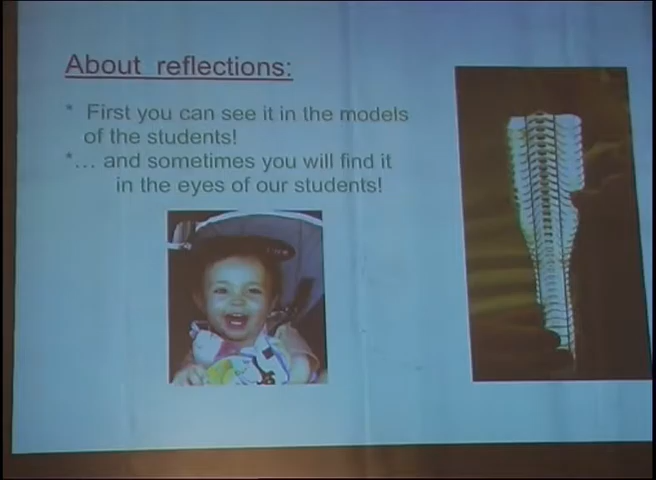 About reflections:
* First you can see it in the models
of the students!
*... and sometimes you will find it
in the eyes of our students!